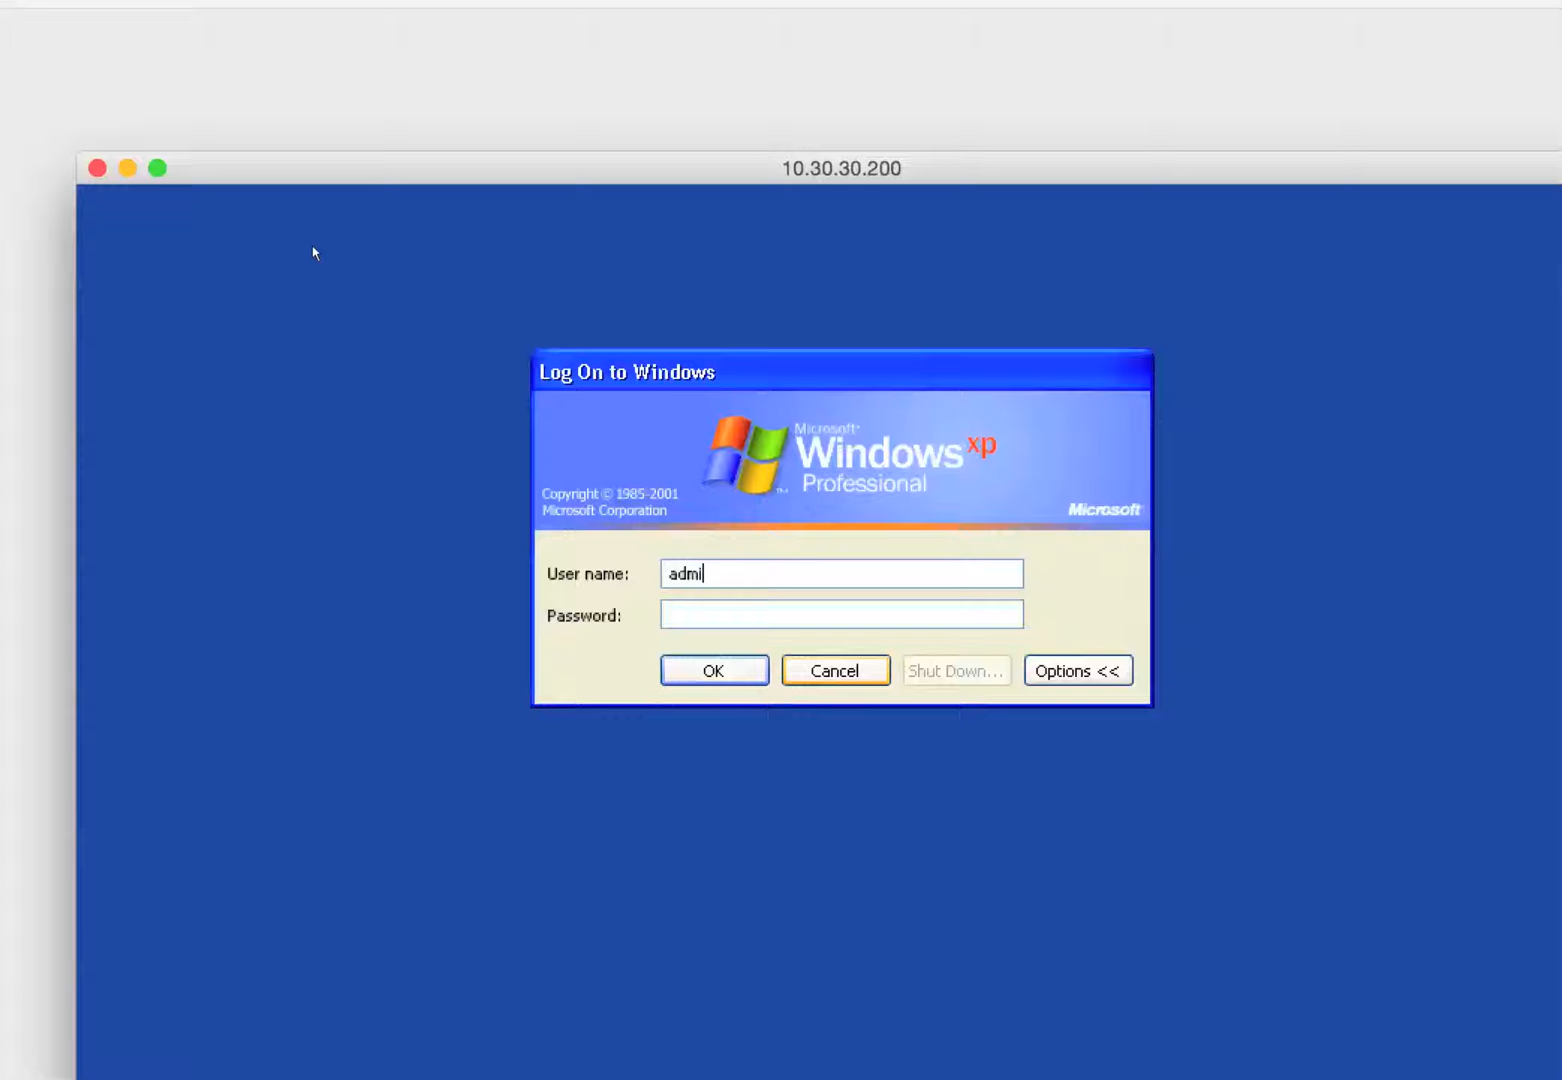 10.30.30.200
Log On to Windows
Microsoft
Windows xp
Professional
Copyright © 1985-2001
Microsoft Corporation
Microsoft
User name: admi
Password:
OK Cancel Shut Down... Options <<